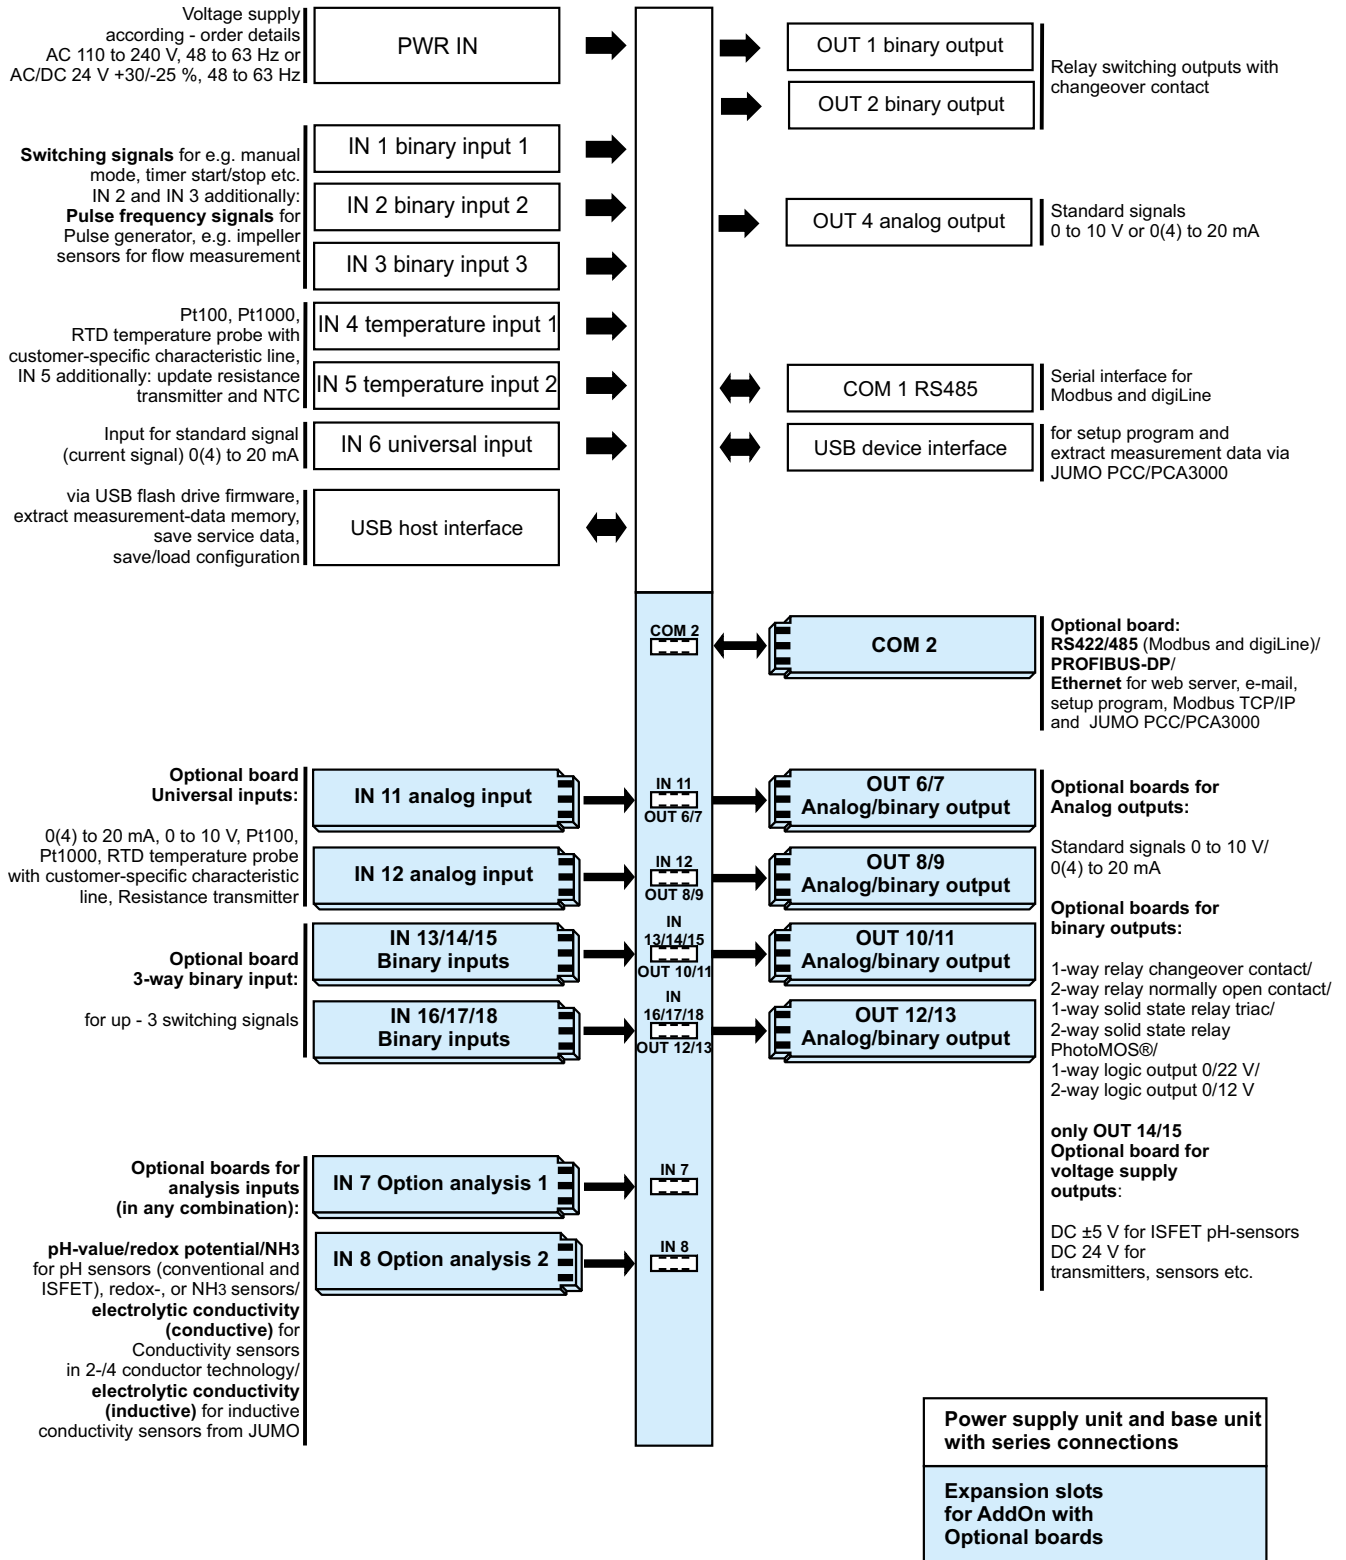 Voltage supply
according - order details
AC 110 to 240 V, 48 to 63 Hz or
AC/DC 24 V +30/-25 %, 48 to 63 Hz
PWR IN
OUT 1 binary output
OUT 2 binary output
Relay switching outputs with
changeover contact
Switching signals for e.g. manual
mode, timer start/stop etc.
IN 2 and IN 3 additionally:
Pulse frequency signals for
Pulse generator, e.g. impeller
sensors for flow measurement
IN 1 binary input 1
IN 2 binary input 2
IN 3 binary input 3
OUT 4 analog output
Standard signals
0 to 10 V or 0(4) to 20 mA
Pt100, Pt1000,
RTD temperature probe with
customer-specific characteristic line,
IN 5 additionally: update resistance
transmitter and NTC
IN 4 temperature input 1
IN 5 temperature input 2
COM 1 RS485
Serial interface for
Modbus and digiLine
Input for standard signal
(current signal) 0(4) to 20 mA
IN 6 universal input
USB device interface
for setup program and
extract measurement data via
JUMO PCC/PCA3000
via USB flash drive firmware,
extract measurement-data memory,
save service data,
save/load configuration
USB host interface
COM 2
COM 2
Optional board:
RS422/485 (Modbus and digiLine)/
PROFIBUS-DP/
Ethernet for web server, e-mail,
setup program, Modbus TCP/IP
and JUMO PCC/PCA3000
Optional board
Universal inputs:
0(4) to 20 mA, 0 to 10 V, Pt100,
Pt1000, RTD temperature probe
with customer-specific characteristic
line, Resistance transmitter
IN 11 analog input
IN 11
OUT 6/7
OUT 6/7
Analog/binary output
IN 12 analog input
IN 12
OUT 8/9
OUT 8/9
Analog/binary output
Optional board
3-way binary input:
for up - 3 switching signals
IN 13/14/15
Binary inputs
IN
13/14/15
OUT 10/11
OUT 10/11
Analog/binary output
IN 16/17/18
Binary inputs
IN
16/17/18
OUT 12/13
OUT 12/13
Analog/binary output
Optional boards for
Analog outputs:
Standard signals 0 to 10 V/
0(4) to 20 mA
Optional boards for
binary outputs:
1-way relay changeover contact/
2-way relay normally open contact/
1-way solid state relay triac/
2-way solid state relay
PhotoMOS®/
1-way logic output 0/22 V/
2-way logic output 0/12 V
only OUT 14/15
Optional board for
voltage supply
outputs:
DC ±5 V for ISFET pH-sensors
DC 24 V for
transmitters, sensors etc.
Optional boards for
analysis inputs
(in any combination):
pH-value/redox potential/NH3
for pH sensors (conventional and
ISFET), redox-, or NH3 sensors/
electrolytic conductivity
(conductive) for
Conductivity sensors
in 2-/4 conductor technology/
electrolytic conductivity
(inductive) for inductive
conductivity sensors from JUMO
IN 7 Option analysis 1
IN 7
IN 8 Option analysis 2
IN 8
Power supply unit and base unit
with series connections
Expansion slots
for AddOn with
Optional boards